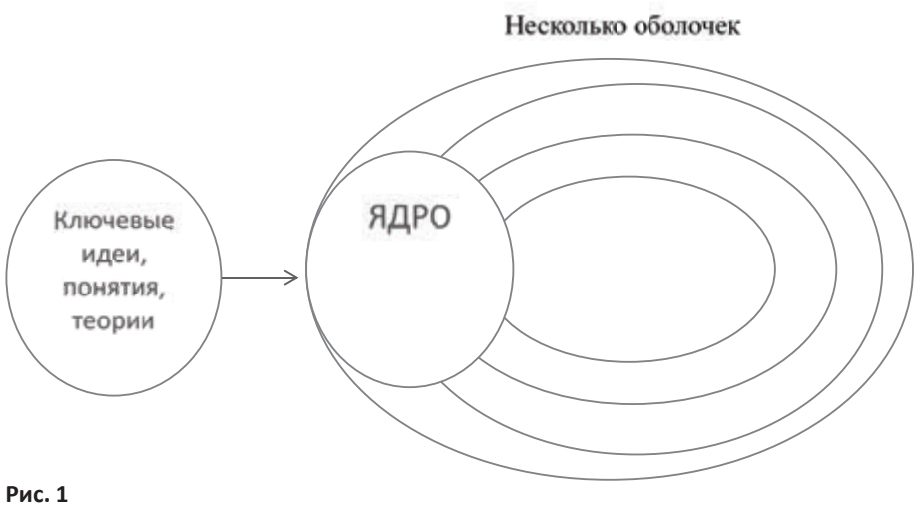 Несколько оболочек
Ключевые
идеи,
понятия,
теории
ЯДРО
Рис. 1